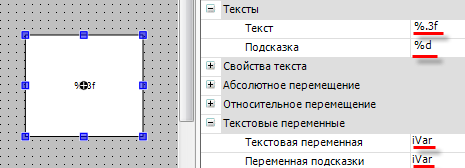 %.3f
Тексты
Текст %.3f
Подсказка %d
Свойства текста
Абсолютное перемещение
Относительное перемещение
Текстовые переменные
Текстовая переменная iVar
Переменная подсказки iVar